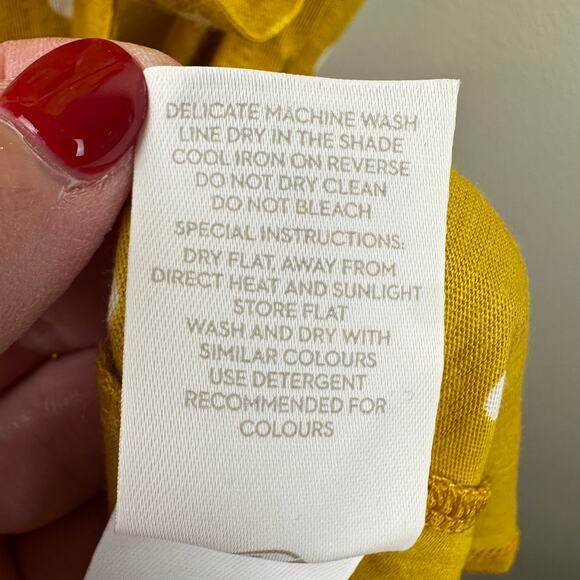 DELICATE MACHINE WASH
LINE DRY IN THE SHADE
COOL IRON ON REVERSE
DO NOT DRY CLEAN
DO NOT BLEACH
SPECIAL INSTRUCTIONS:
DRY FLAT, AWAY FROM
DIRECT HEAT AND SUNLIGHT
STORE FLAT
WASH AND DRY WITH
SIMILAR COLOURS
USE DETERGENT
RECOMMENDED FOR
COLOURS